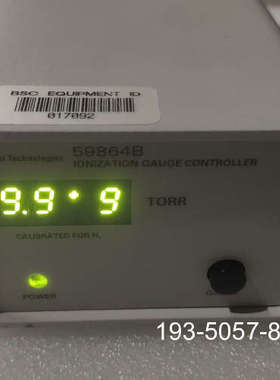 BSC EQUIPMENT ID
017092
Technologies
59864B
IONIZATION GAUGE CONTROLLER
9.9 • 9
TORR
CALIBRATED FOR N₂
POWER
193-5057-8